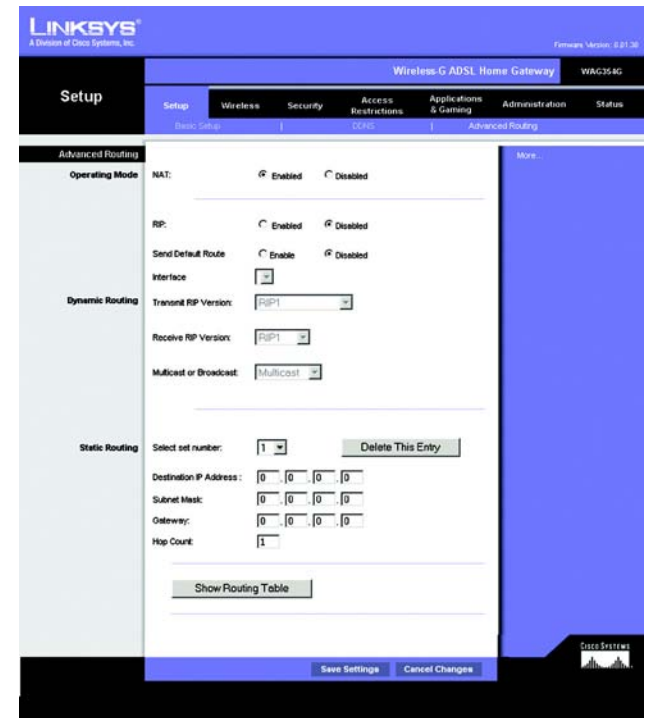 LINKSYS®
A Division of Cisco Systems, Inc.
Firmware Version: 0.01.30
Wireless-G ADSL Home Gateway WAG354G
Setup
Setup Wireless Security Access Restrictions Applications & Gaming Administration Status
Basic Setup | DDNS | Advanced Routing
Advanced Routing
More...
Operating Mode NAT: Enabled Disabled
RIP: Enabled Disabled
Send Default Route Enable Disabled
Interface
Dynamic Routing Transmit RIP Version: RIP1
Receive RIP Version: RIP1
Multicast or Broadcast: Multicast
Static Routing Select set number: 1 Delete This Entry
Destination IP Address : 0 . 0 . 0 . 0
Subnet Mask: 0 . 0 . 0 . 0
Gateway: 0 . 0 . 0 . 0
Hop Count: 1
Show Routing Table
Save Settings Cancel Changes
CISCO SYSTEMS